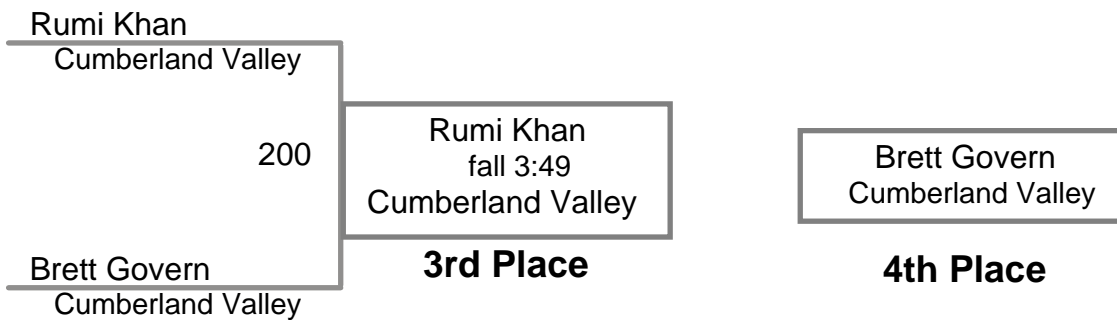 Rumi Khan
Cumberland Valley
200
Rumi Khan
fall 3:49
Cumberland Valley
3rd Place
Brett Govern
Cumberland Valley
4th Place
Brett Govern
Cumberland Valley